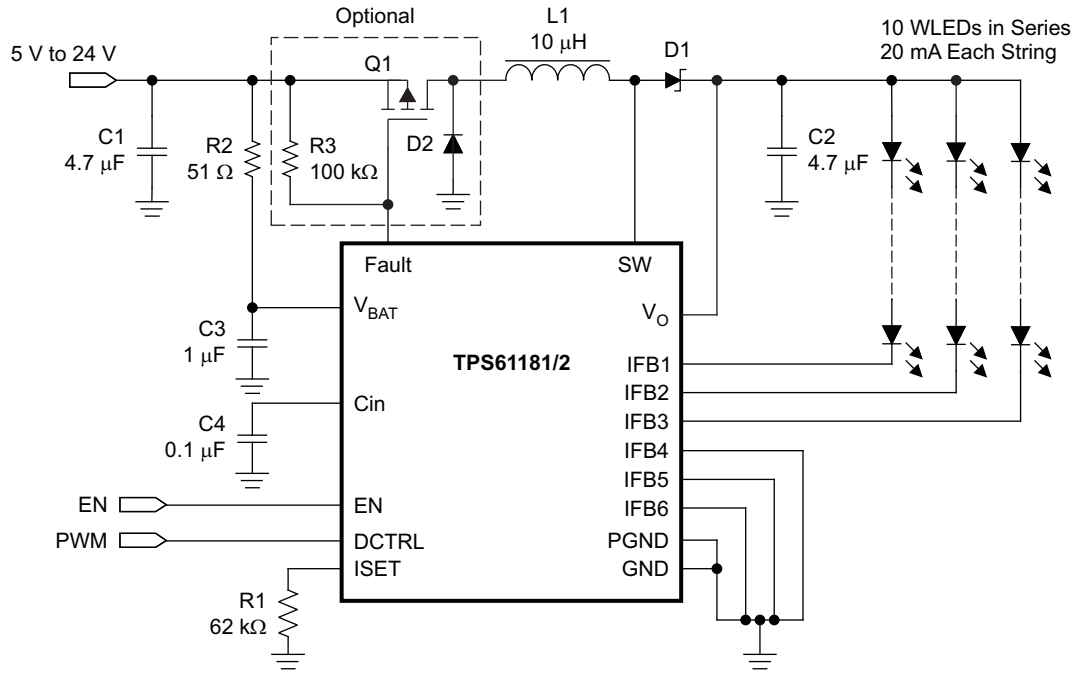 Optional
L1
10 μH
10 WLEDs in Series
20 mA Each String
5 V to 24 V
Q1
D1
C1
4.7 μF
R2
51 Ω
R3
100 kΩ
D2
C2
4.7 μF
Fault
SW
VBAT
VO
C3
1 μF
TPS61181/2
IFB1
IFB2
Cin
IFB3
C4
0.1 μF
IFB4
IFB5
EN
EN
IFB6
PWM
DCTRL
PGND
ISET
GND
R1
62 kΩ